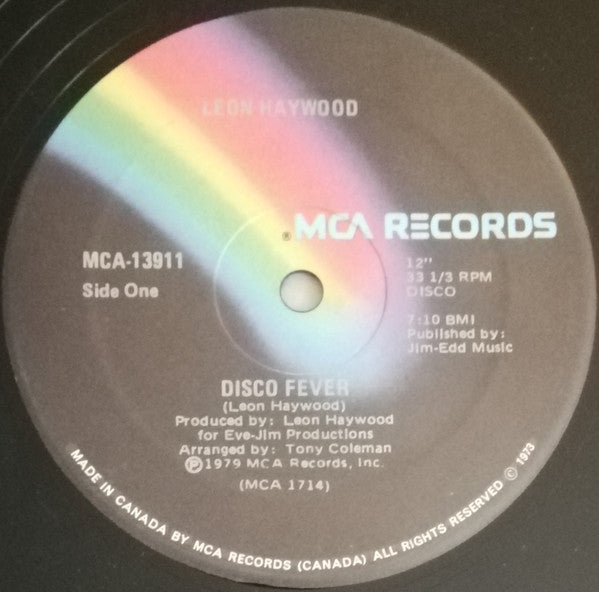 LEON HAYWOOD
® MCA RECORDS
MCA-13911
Side One
12"
33 1/3 RPM
DISCO
7:10 BMI
Published by:
Jim-Edd Music
DISCO FEVER
(Leon Haywood)
Produced by: Leon Haywood
for Eve-Jim Productions
Arranged by: Tony Coleman
Ⓟ1979 MCA Records, Inc.
(MCA 1714)
MADE IN CANADA BY MCA RECORDS (CANADA) ALL RIGHTS RESERVED © 1973